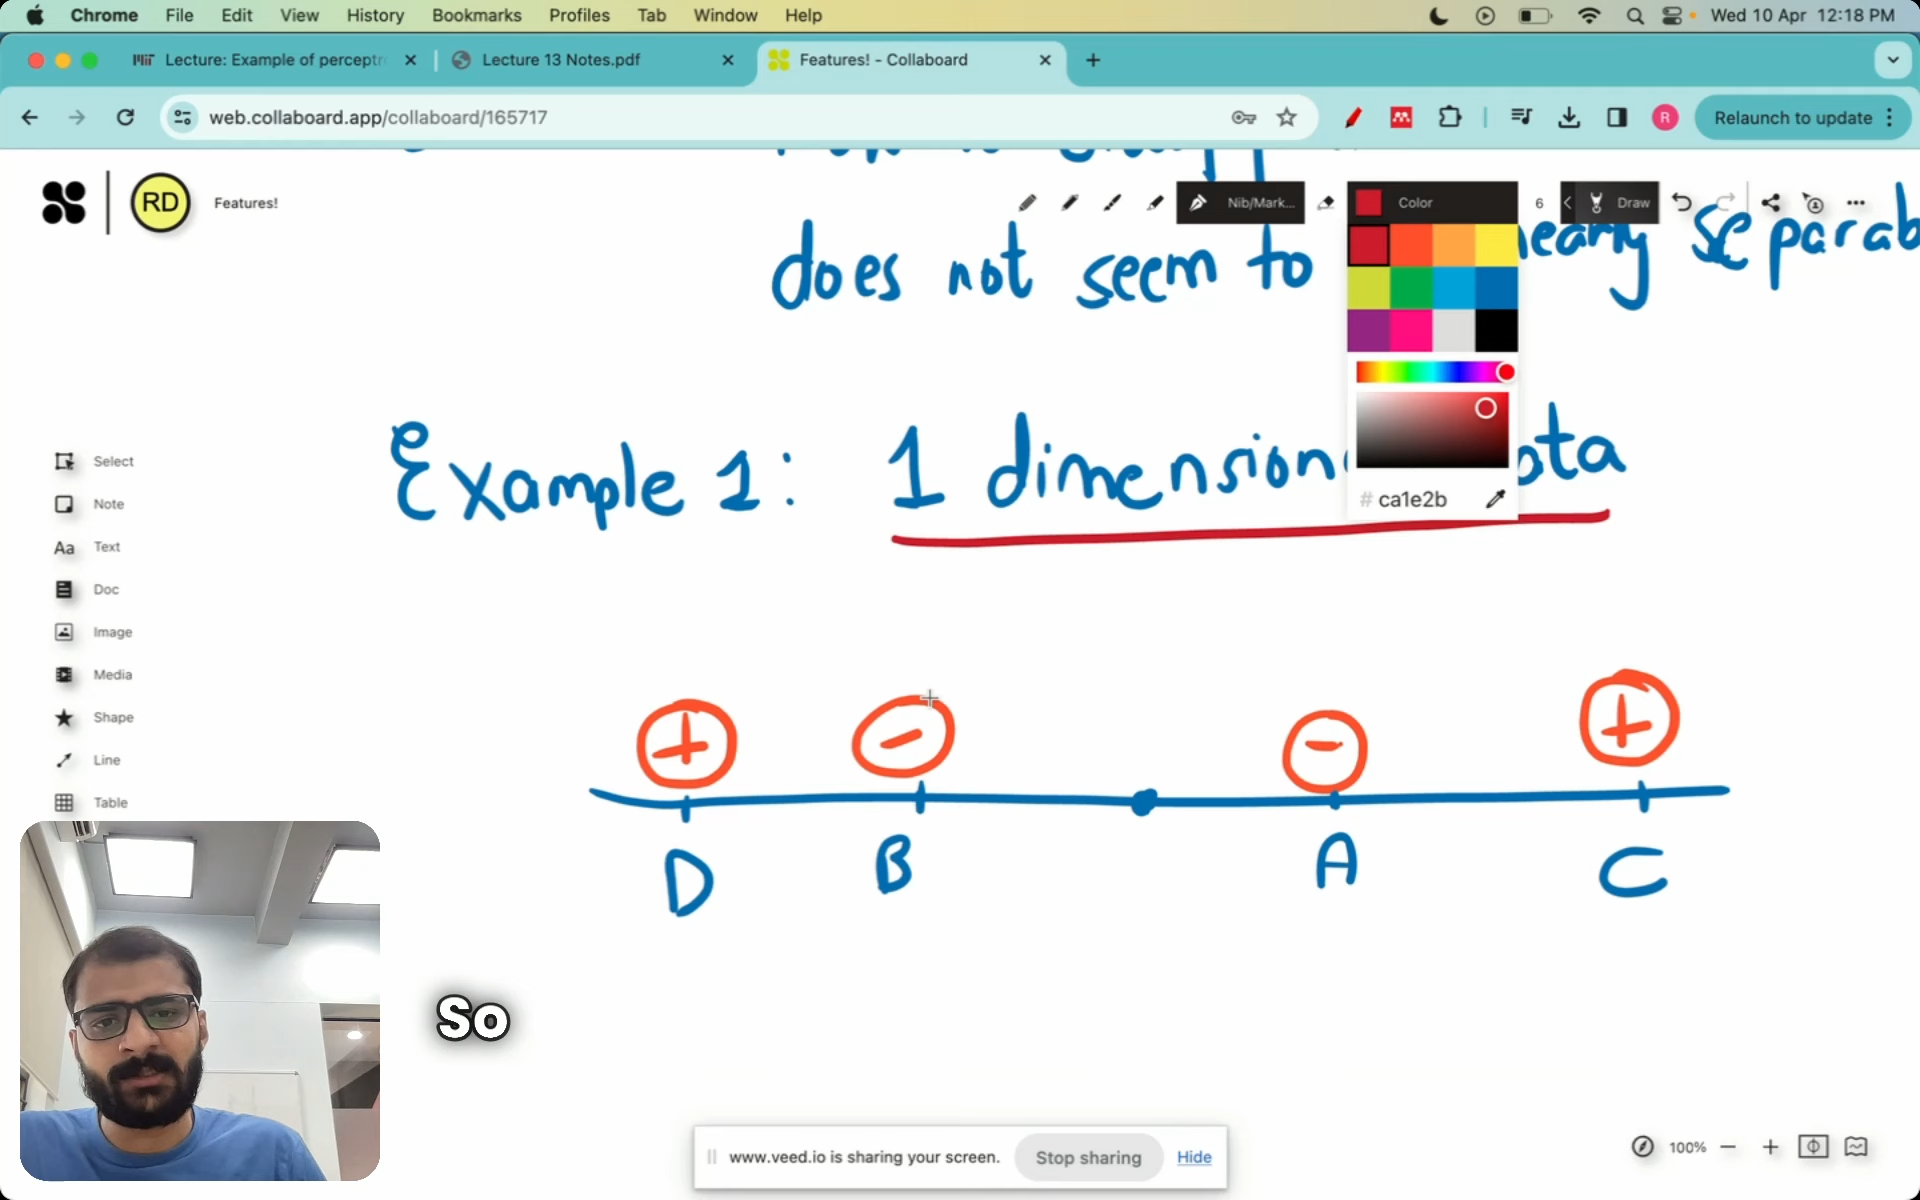 Chrome File Edit View History Bookmarks Profiles Tab Window Help Wed 10 Apr 12:18 PM
MIT Lecture: Example of perceptr Lecture 13 Notes.pdf Features! - Collaboard
web.collaboard.app/collaboard/165717 R Relaunch to update
RD Features! Nib/Mark... Color 6 Draw
does not seem to nearly separab
Example 1: 1 dimension ata
# ca1e2b
Select
Note
Aa Text
Doc
Image
Media
Shape
Line
Table
+ - - +
D B A C
So
www.veed.io is sharing your screen. Stop sharing Hide
100%